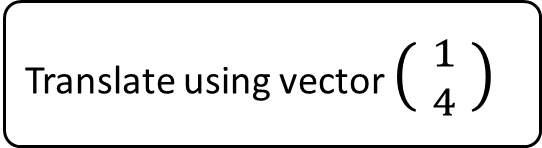 Translate using vector (1
4)